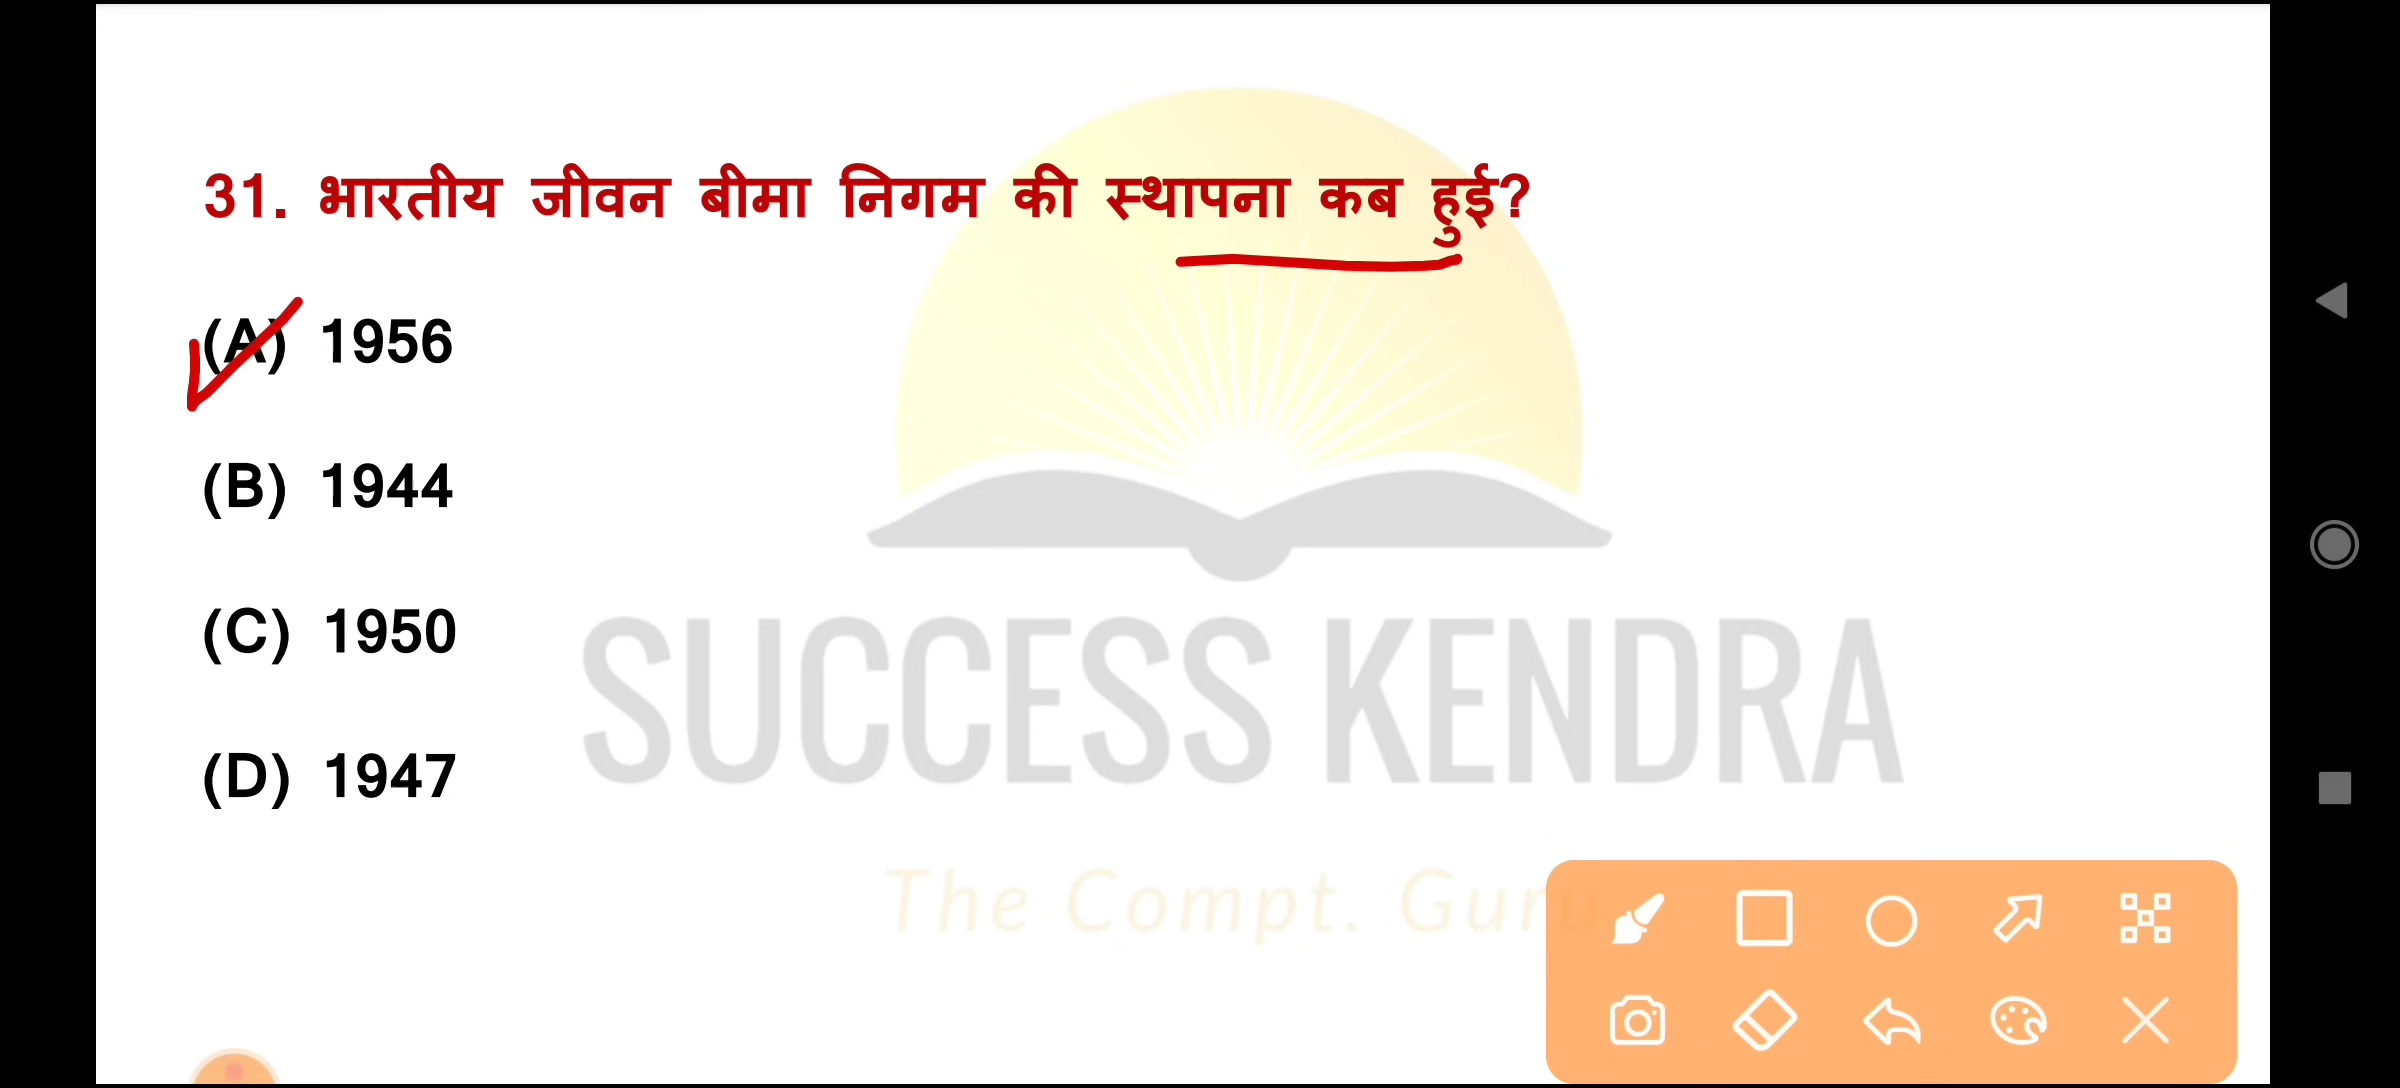 31. भारतीय जीवन बीमा निगम की स्थापना कब हुई?
(A) 1956
(B) 1944
(C) 1950
(D) 1947
SUCCESS KENDRA
The Compt. Guru